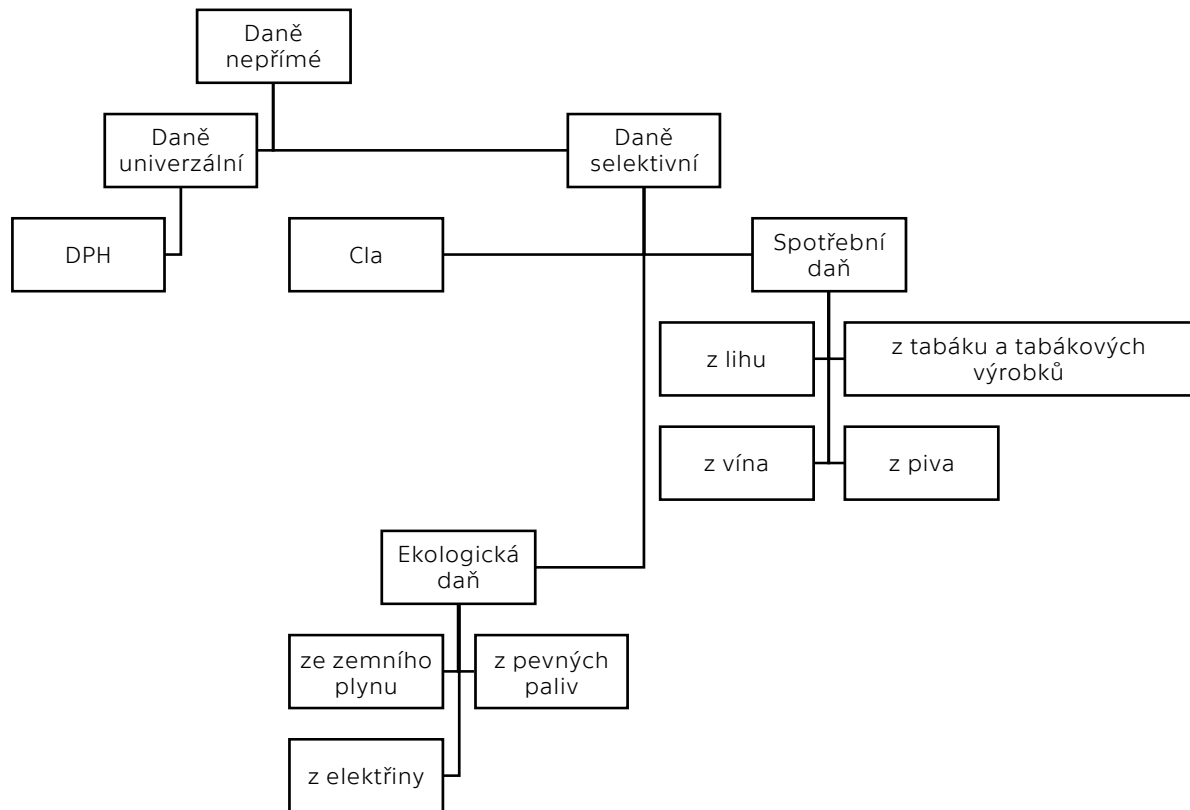 Daně
nepřímé
Daně
univerzální
Daně
selektivní
DPH
Cla
Spotřební
daň
z lihu
z tabáku a tabákových
výrobků
z vína
z piva
Ekologická
daň
ze zemního
plynu
z pevných
paliv
z elektřiny